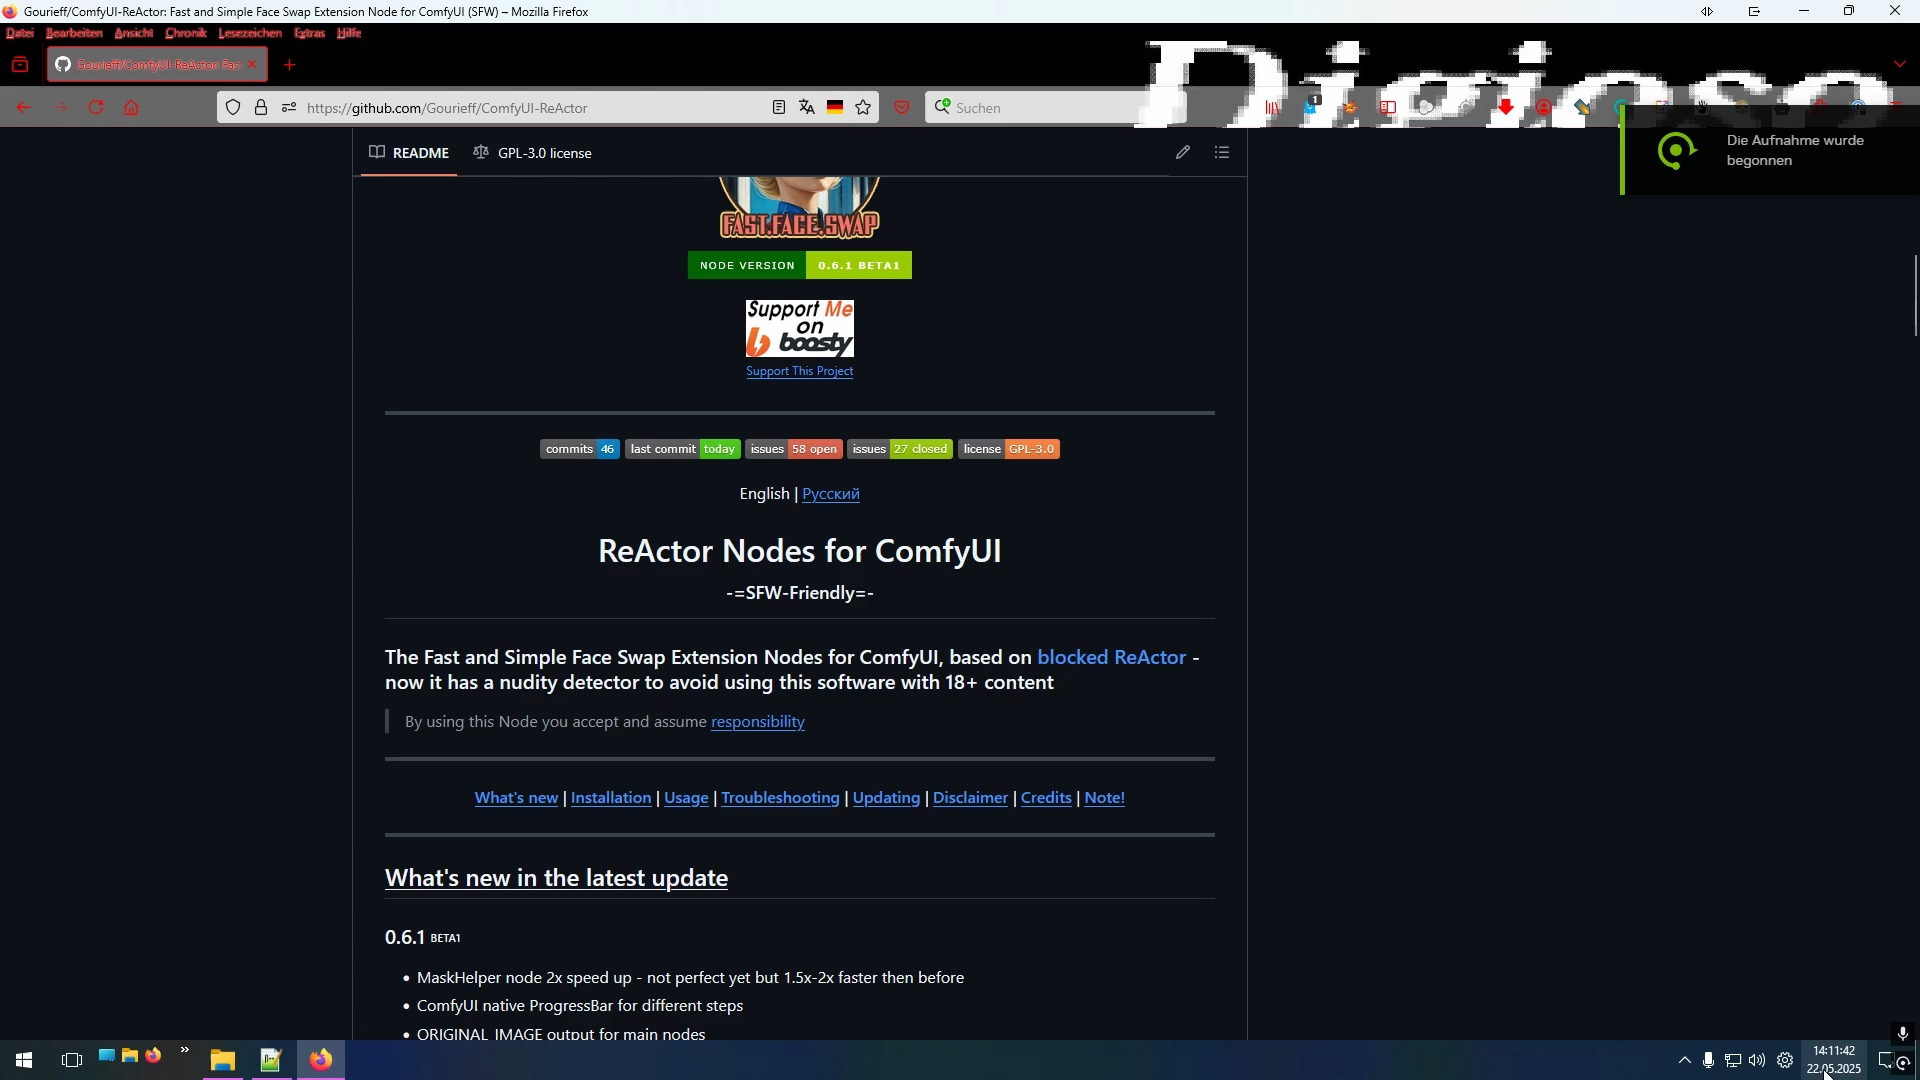 Gourieff/ComfyUI-ReActor: Fast and Simple Face Swap Extension Node for ComfyUI (SFW) – Mozilla Firefox
Datei Bearbeiten Ansicht Chronik Lesezeichen Extras Hilfe
Gourieff/ComfyUI-ReActor: Fas
Digioso
https://github.com/Gourieff/ComfyUI-ReActor
Suchen
1
README GPL-3.0 license
Die Aufnahme wurde
begonnen
FAST.FACE.SWAP
NODE VERSION 0.6.1 BETA1
Support Me
on
boosty
Support This Project
commits 46 last commit today issues 58 open issues 27 closed license GPL-3.0
English | Русский
ReActor Nodes for ComfyUI
-=SFW-Friendly=-
The Fast and Simple Face Swap Extension Nodes for ComfyUI, based on blocked ReActor -
now it has a nudity detector to avoid using this software with 18+ content
By using this Node you accept and assume responsibility
What's new | Installation | Usage | Troubleshooting | Updating | Disclaimer | Credits | Note!
What's new in the latest update
0.6.1 BETA1
• MaskHelper node 2x speed up - not perfect yet but 1.5x-2x faster then before
• ComfyUI native ProgressBar for different steps
• ORIGINAL_IMAGE output for main nodes
14:11:42
22.05.2025